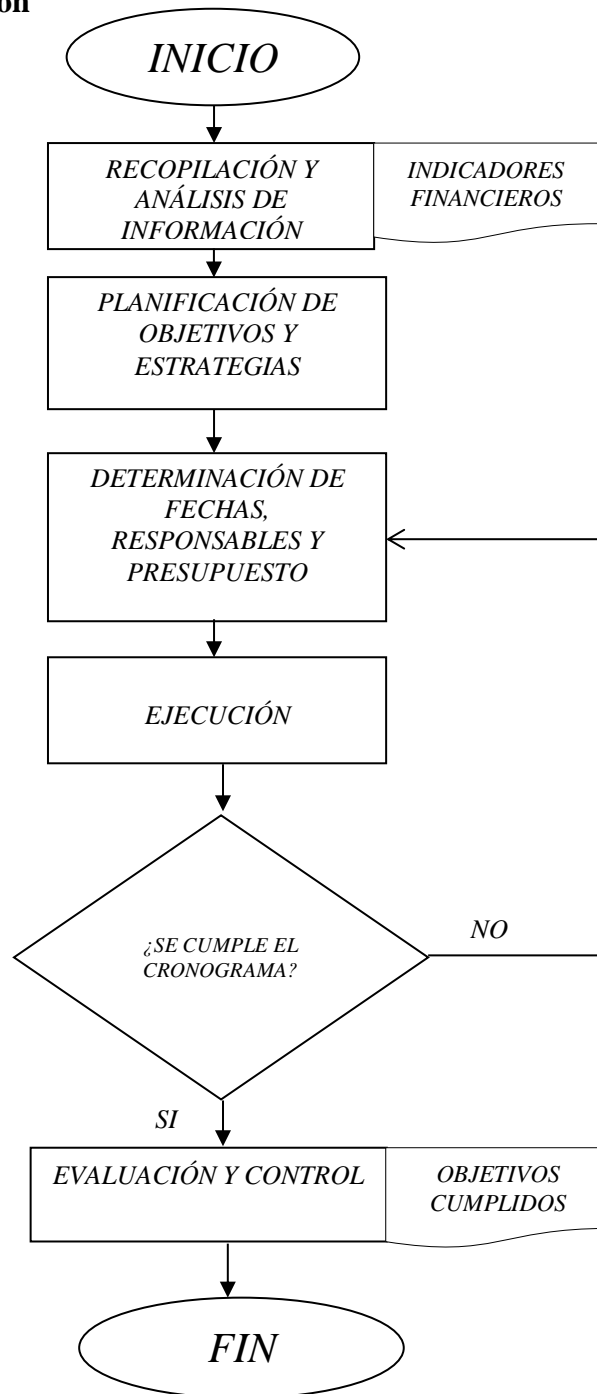 INICIO
RECOPILACIÓN Y
ANÁLISIS DE
INFORMACIÓN
INDICADORES
FINANCIEROS
PLANIFICACIÓN DE
OBJETIVOS Y
ESTRATEGIAS
DETERMINACIÓN DE
FECHAS,
RESPONSABLES Y
PRESUPUESTO
EJECUCIÓN
¿SE CUMPLE EL
CRONOGRAMA?
NO
SI
EVALUACIÓN Y CONTROL
OBJETIVOS
CUMPLIDOS
FIN